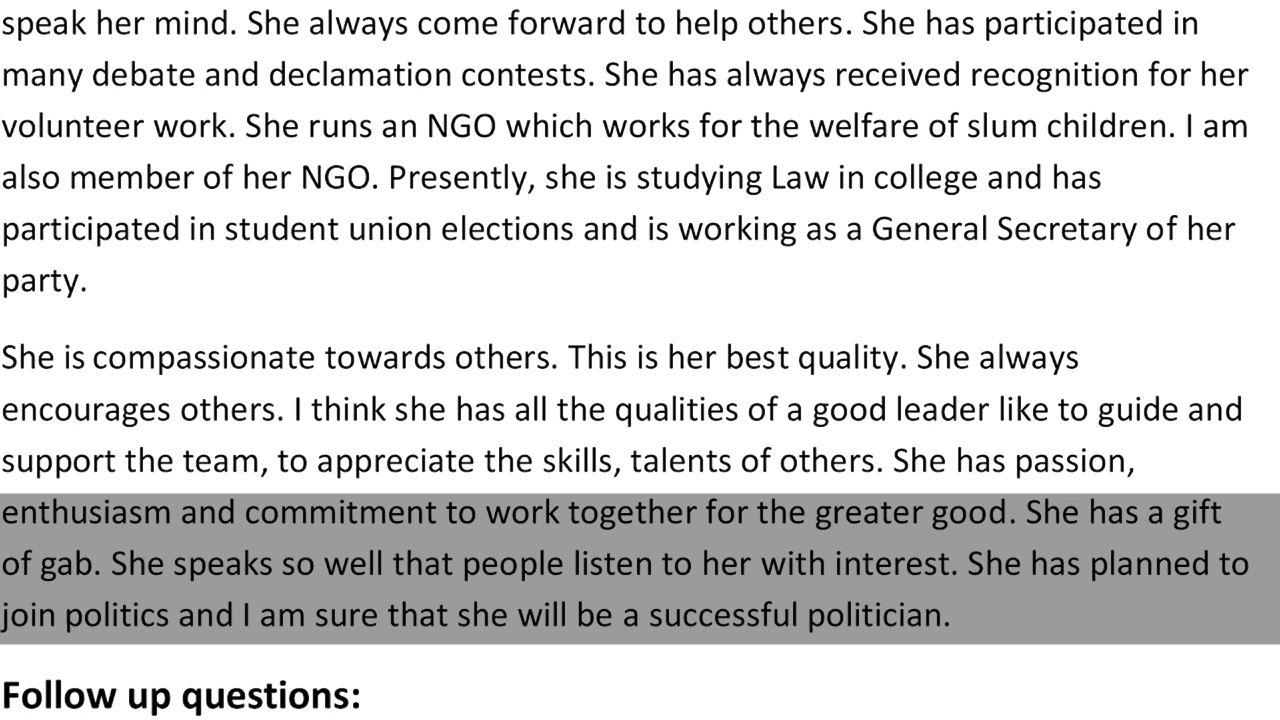 speak her mind. She always come forward to help others. She has participated in
many debate and declamation contests. She has always received recognition for her
volunteer work. She runs an NGO which works for the welfare of slum children. I am
also member of her NGO. Presently, she is studying Law in college and has
participated in student union elections and is working as a General Secretary of her
party.
She is compassionate towards others. This is her best quality. She always
encourages others. I think she has all the qualities of a good leader like to guide and
support the team, to appreciate the skills, talents of others. She has passion,
enthusiasm and commitment to work together for the greater good. She has a gift
of gab. She speaks so well that people listen to her with interest. She has planned to
join politics and I am sure that she will be a successful politician.
Follow up questions: